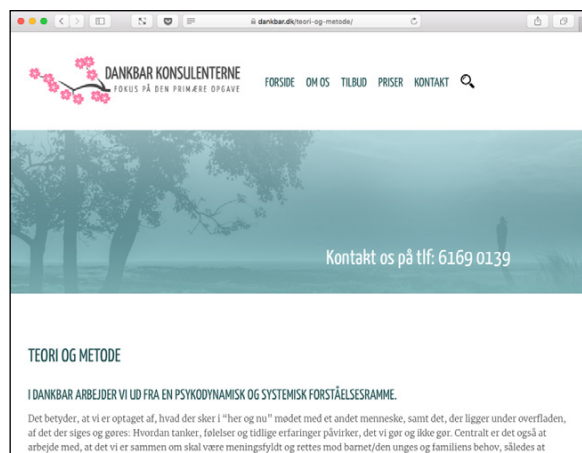 dankbar.dk/teori-og-metode/
DANKBAR KONSULENTERNE
FOKUS PÅ DEN PRIMÆRE OPGAVE
FORSIDE OM OS TILBUD PRISER KONTAKT
Kontakt os på tlf: 6169 0139
TEORI OG METODE
I DANKBAR ARBEJDER VI UD FRA EN PSYKODYNAMISK OG SYSTEMISK FORSTÅELSESRAMME.
Det betyder, at vi er optaget af, hvad der sker i “her og nu” mødet med et andet menneske, samt det, der ligger under overfladen,
af det der siges og gøres: Hvordan tanker, følelser og tidlige erfaringer påvirker, det vi gør og ikke gør. Centralt er det også at
arbejde med, at det vi er sammen om skal være meningsfyldt og rettes mod barnet/den unges og familiens behov, således at